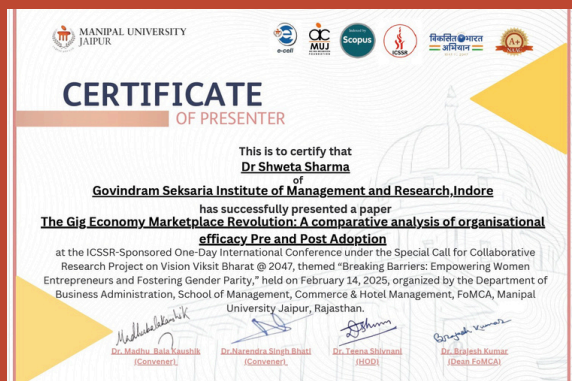 MANIPAL UNIVERSITY
JAIPUR
e-cell
aic
MUJ
Scopus
ICSSR
विकसित भारत
अभियान
A+
CERTIFICATE
OF PRESENTER
This is to certify that
Dr Shweta Sharma
of
Govindram Seksaria Institute of Management and Research,Indore
has successfully presented a paper
The Gig Economy Marketplace Revolution: A comparative analysis of organisational
efficacy Pre and Post Adoption
at the ICSSR-Sponsored One-Day International Conference under the Special Call for Collaborative
Research Project on Vision Viksit Bharat @ 2047, themed “Breaking Barriers: Empowering Women
Entrepreneurs and Fostering Gender Parity,” held on February 14, 2025, organized by the Department of
Business Administration, School of Management, Commerce & Hotel Management, FoMCA, Manipal
University Jaipur, Rajasthan.
Dr. Madhu Bala Kaushik
(Convener)
Dr.Narendra Singh Bhati
(Convener)
Dr. Teena Shivnani
(HOD)
Dr. Brajesh Kumar
(Dean FoMCA)